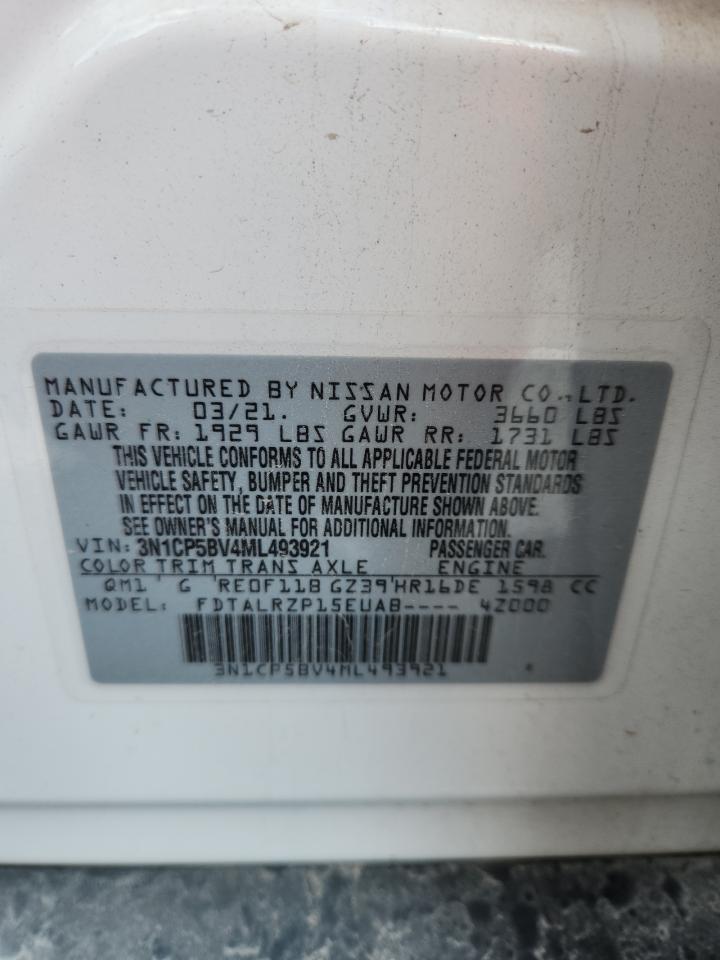 MANUFACTURED BY NISSAN MOTOR CO.,LTD.
DATE: 03/21. GVWR: 3660 LBS
GAWR FR: 1929 LBS GAWR RR: 1731 LBS
THIS VEHICLE CONFORMS TO ALL APPLICABLE FEDERAL MOTOR
VEHICLE SAFETY, BUMPER AND THEFT PREVENTION STANDARDS
IN EFFECT ON THE DATE OF MANUFACTURE SHOWN ABOVE.
SEE OWNER'S MANUAL FOR ADDITIONAL INFORMATION.
VIN: 3N1CP5BV4ML493921 PASSENGER CAR.
COLOR TRIM TRANS AXLE ENGINE
QM1 ' G 'RE0F11B GZ39'HR16DE 1598 CC
MODEL: FDTALRZP15EUAB---- 4Z000
3N1CP5BV4ML493921